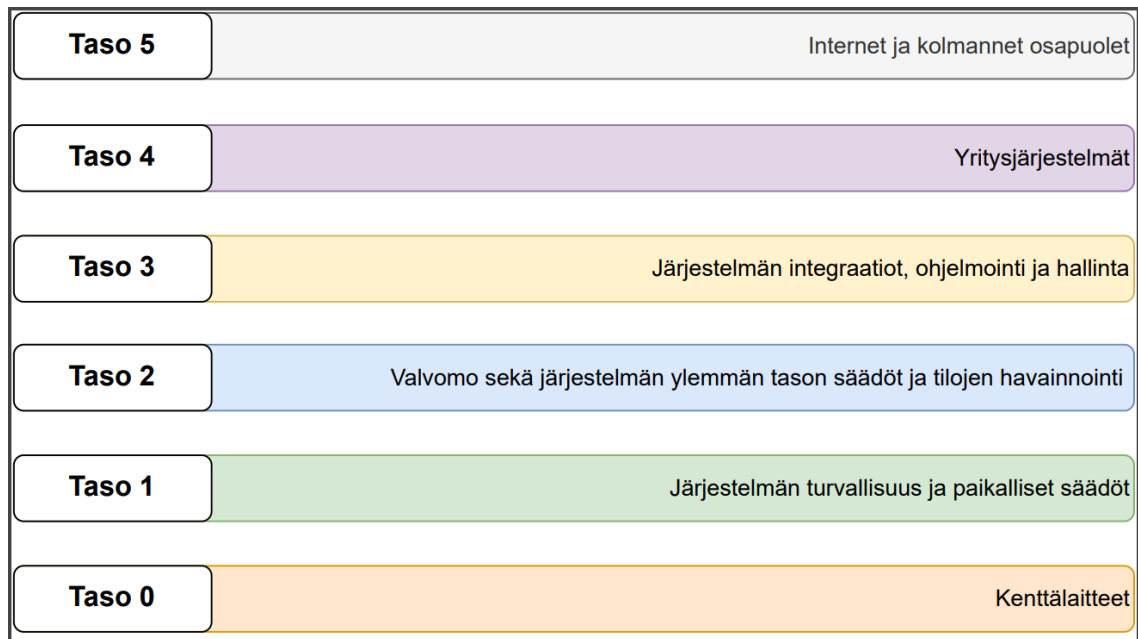 Taso 5
Internet ja kolmannet osapuolet
Taso 4
Yritysjärjestelmät
Taso 3
Järjestelmän integraatiot, ohjelmointi ja hallinta
Taso 2
Valvomo sekä järjestelmän ylemmän tason säädöt ja tilojen havainnointi
Taso 1
Järjestelmän turvallisuus ja paikalliset säädöt
Taso 0
Kenttälaitteet